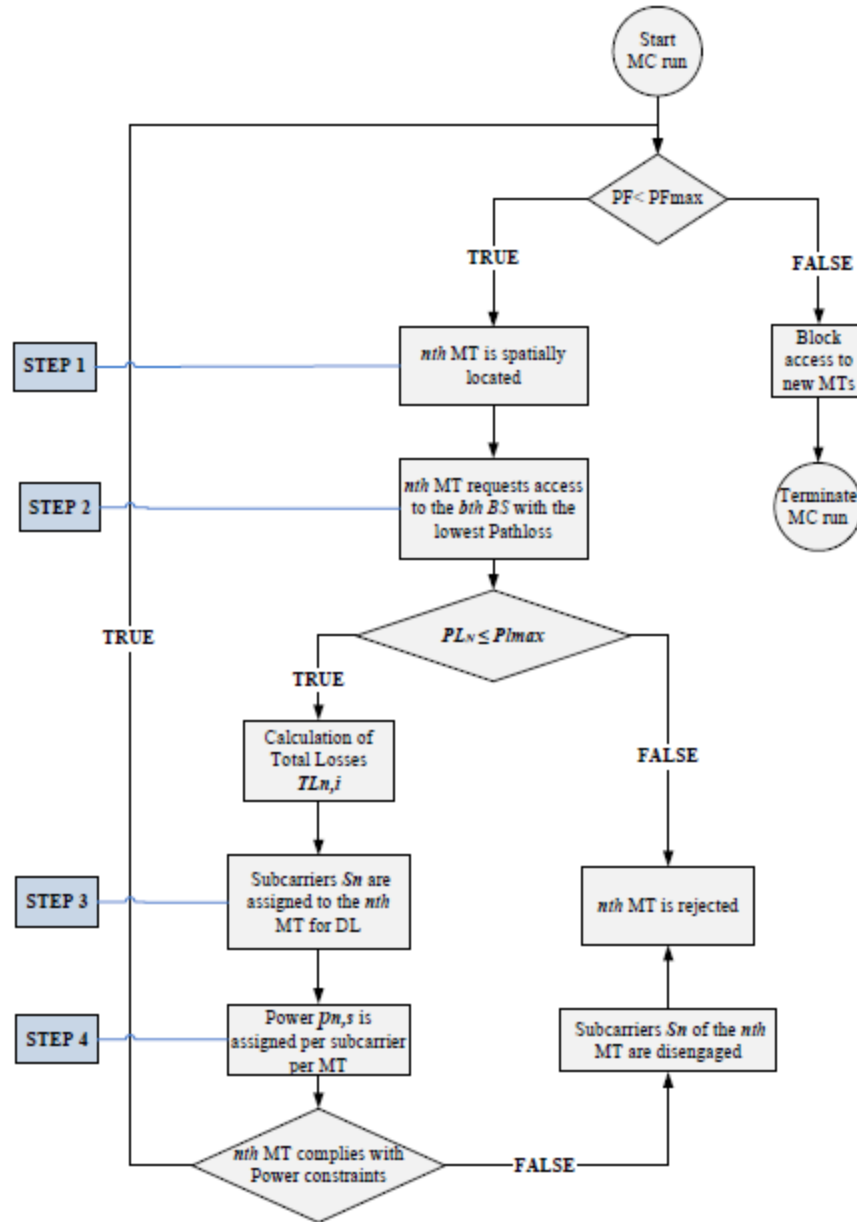 Start
MC run
PF< PFmax
TRUE
FALSE
STEP 1
nth MT is spatially
located
Block
access to
new MTs
STEP 2
nth MT requests access
to the bth BS with the
lowest Pathloss
Terminate
MC run
PLN ≤ Plmax
TRUE
TRUE
FALSE
Calculation of
Total Losses
TLn,i
STEP 3
Subcarriers Sn are
assigned to the nth
MT for DL
nth MT is rejected
STEP 4
Power pn,s is
assigned per subcarrier
per MT
Subcarriers Sn of the nth
MT are disengaged
nth MT complies with
Power constraints
FALSE